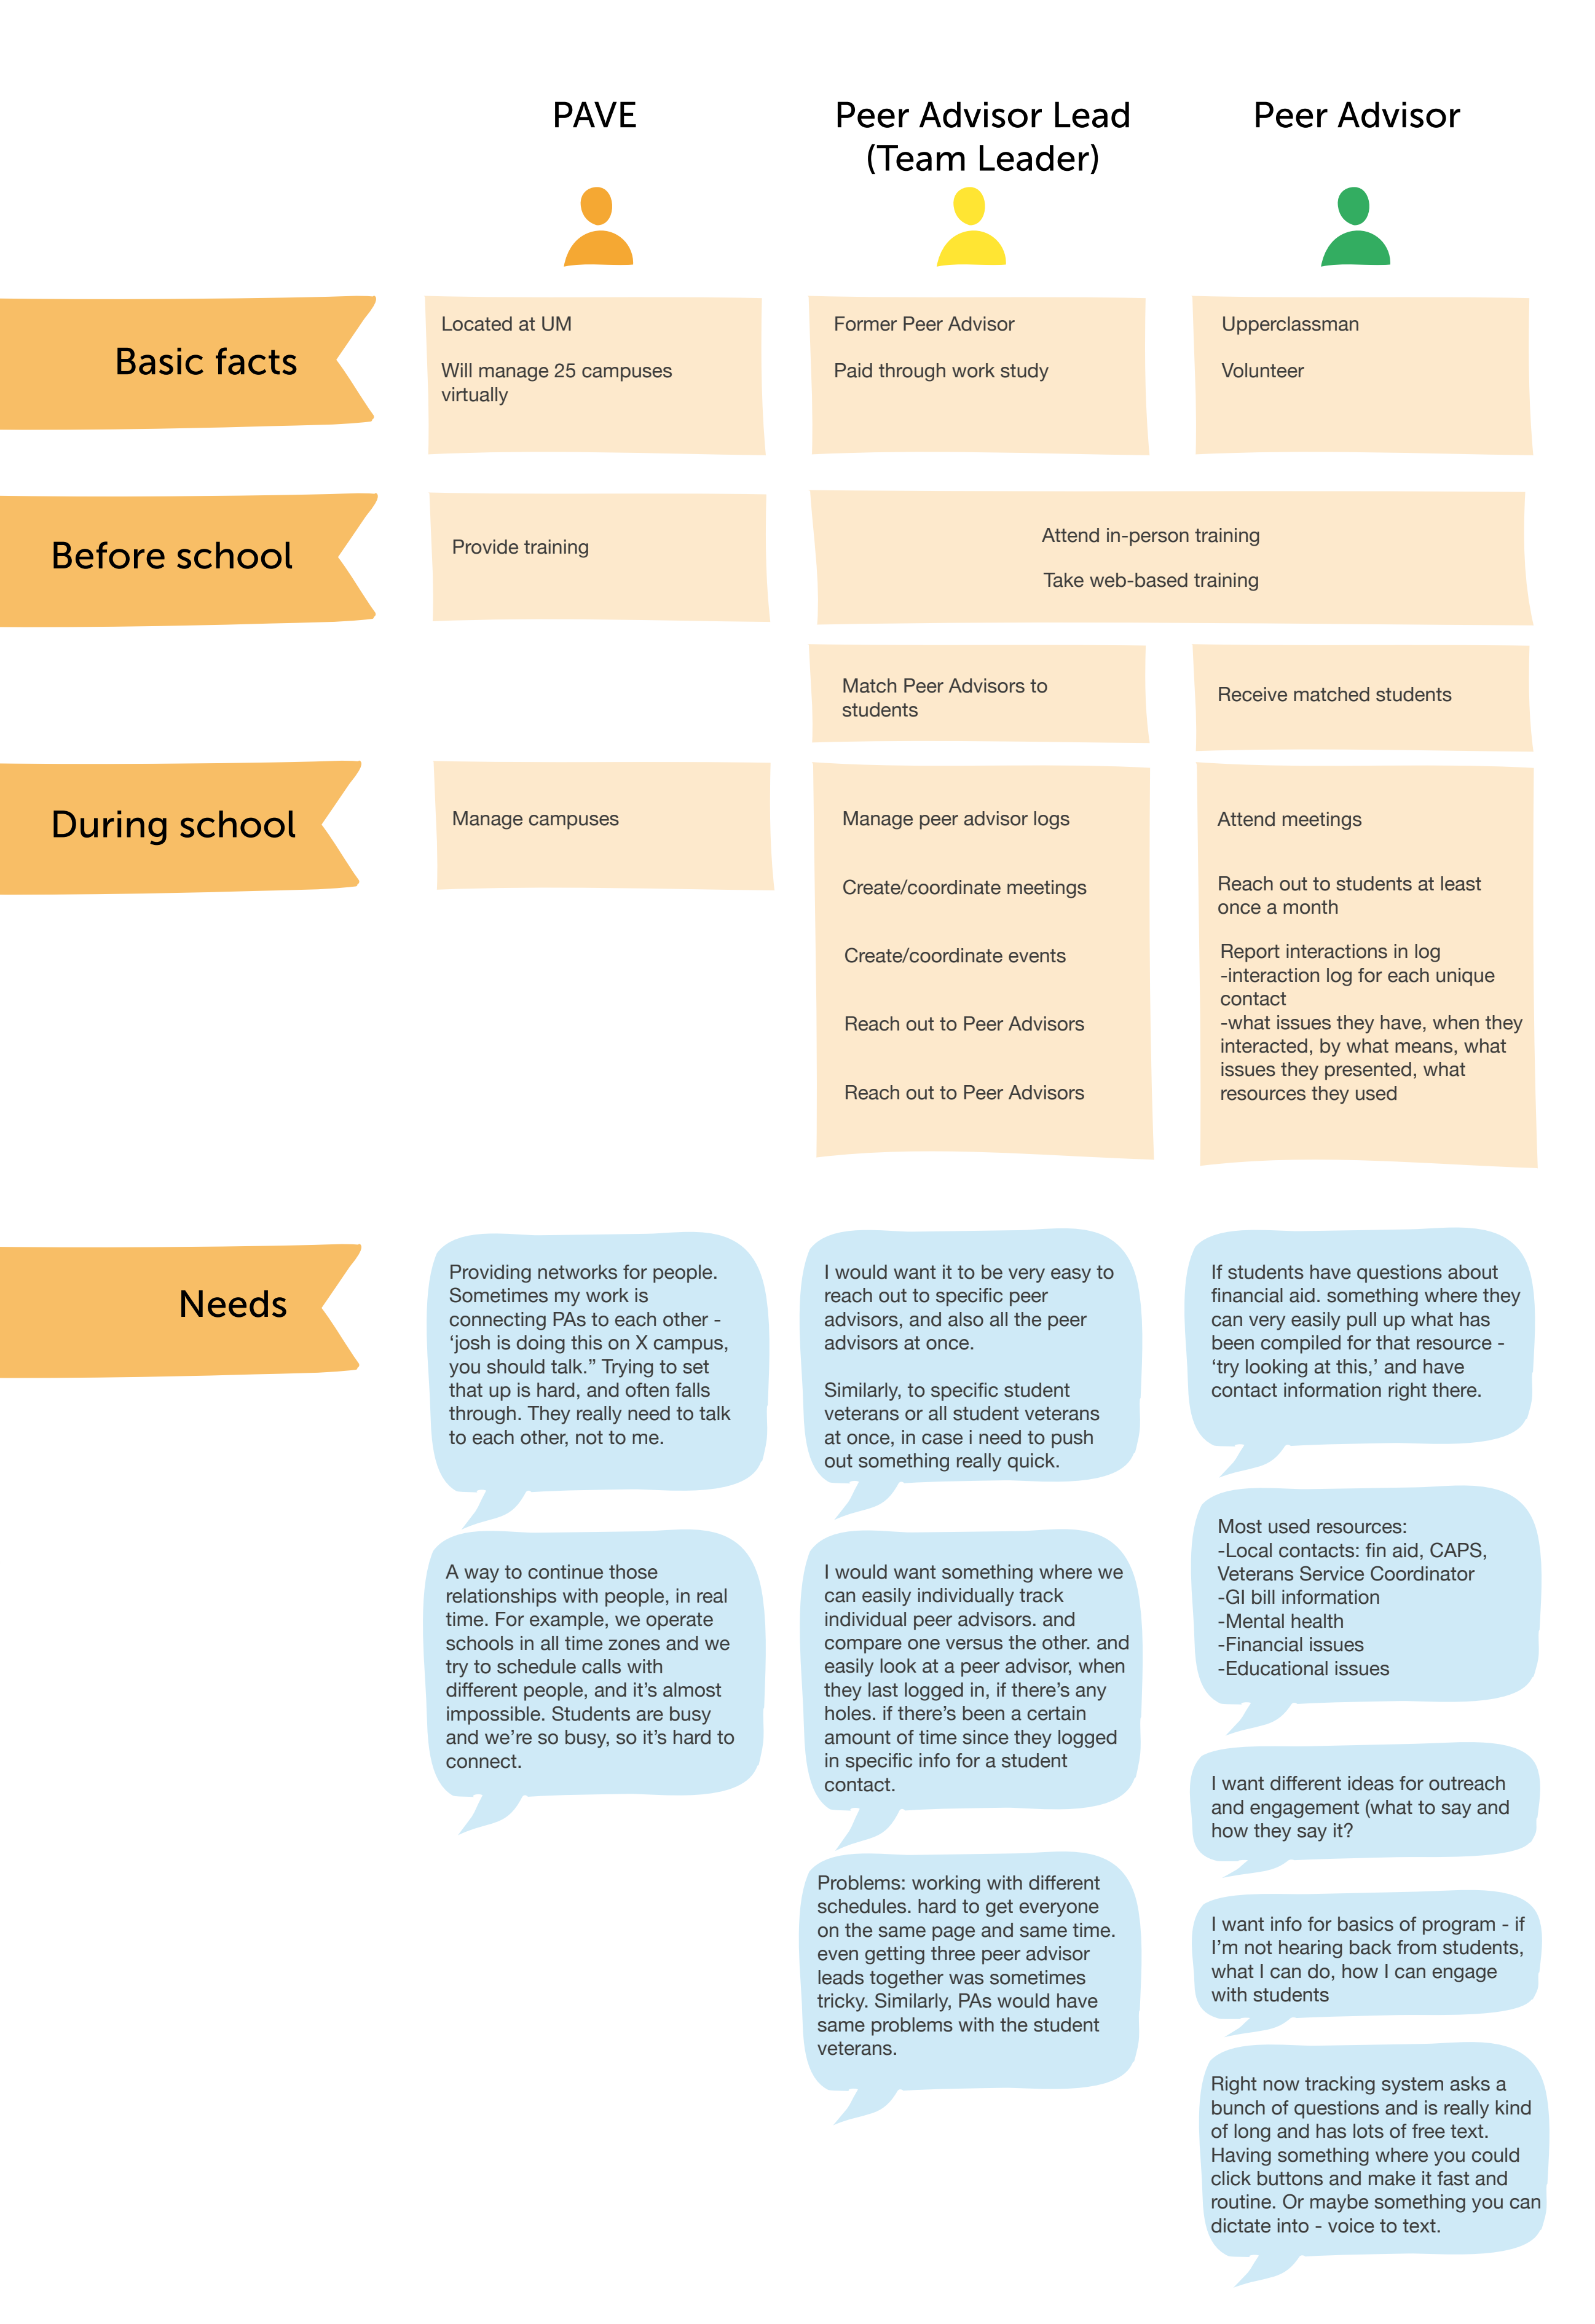 PAVE
Peer Advisor Lead
(Team Leader)
Peer Advisor
Basic facts
Located at UM
Will manage 25 campuses
virtually
Former Peer Advisor
Paid through work study
Upperclassman
Volunteer
Before school
Provide training
Attend in-person training
Take web-based training
Match Peer Advisors to
students
Receive matched students
During school
Manage campuses
Manage peer advisor logs
Create/coordinate meetings
Create/coordinate events
Reach out to Peer Advisors
Reach out to Peer Advisors
Attend meetings
Reach out to students at least
once a month
Report interactions in log
-interaction log for each unique
contact
-what issues they have, when they
interacted, by what means, what
issues they presented, what
resources they used
Needs
Providing networks for people.
Sometimes my work is
connecting PAs to each other -
‘josh is doing this on X campus,
you should talk.” Trying to set
that up is hard, and often falls
through. They really need to talk
to each other, not to me.
A way to continue those
relationships with people, in real
time. For example, we operate
schools in all time zones and we
try to schedule calls with
different people, and it’s almost
impossible. Students are busy
and we’re so busy, so it’s hard to
connect.
I would want it to be very easy to
reach out to specific peer
advisors, and also all the peer
advisors at once.
Similarly, to specific student
veterans or all student veterans
at once, in case i need to push
out something really quick.
I would want something where we
can easily individually track
individual peer advisors. and
compare one versus the other. and
easily look at a peer advisor, when
they last logged in, if there’s any
holes. if there’s been a certain
amount of time since they logged
in specific info for a student
contact.
Problems: working with different
schedules. hard to get everyone
on the same page and same time.
even getting three peer advisor
leads together was sometimes
tricky. Similarly, PAs would have
same problems with the student
veterans.
If students have questions about
financial aid. something where they
can very easily pull up what has
been compiled for that resource -
‘try looking at this,’ and have
contact information right there.
Most used resources:
-Local contacts: fin aid, CAPS,
Veterans Service Coordinator
-GI bill information
-Mental health
-Financial issues
-Educational issues
I want different ideas for outreach
and engagement (what to say and
how they say it?
I want info for basics of program - if
I’m not hearing back from students,
what I can do, how I can engage
with students
Right now tracking system asks a
bunch of questions and is really kind
of long and has lots of free text.
Having something where you could
click buttons and make it fast and
routine. Or maybe something you can
dictate into - voice to text.